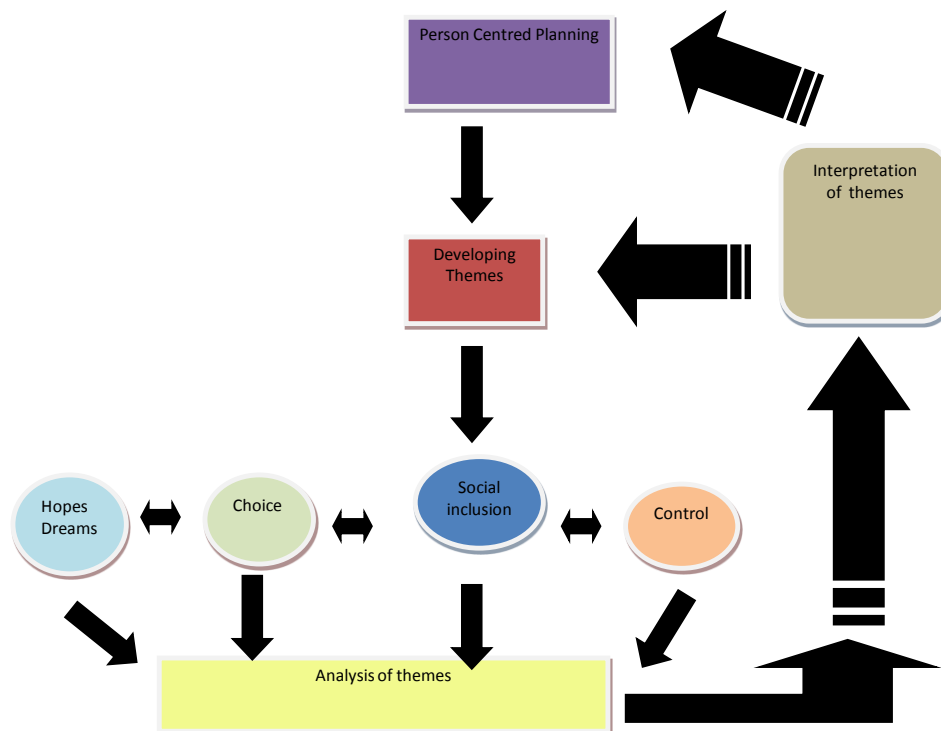 Person Centred Planning
Interpretation
of themes
Developing
Themes
Hopes
Dreams
Choice
Social
inclusion
Control
Analysis of themes